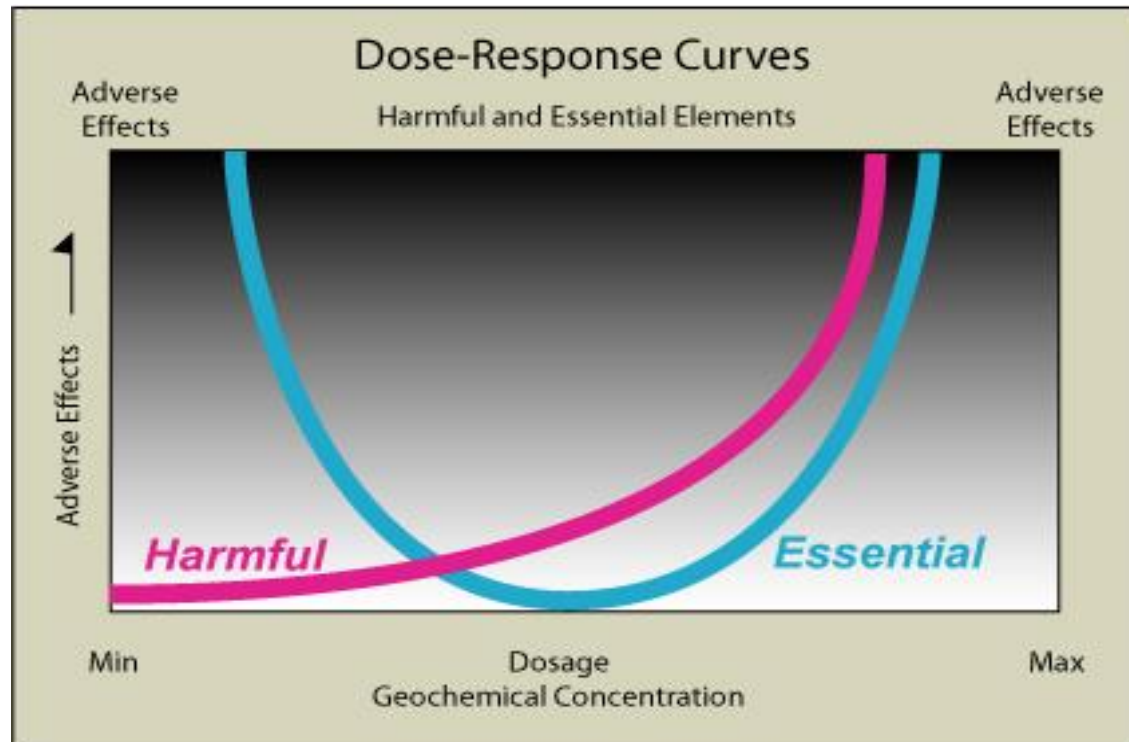 Dose-Response Curves
Harmful and Essential Elements
Adverse
Effects
Adverse
Effects
Adverse Effects
Harmful
Essential
Min
Dosage
Max
Geochemical Concentration